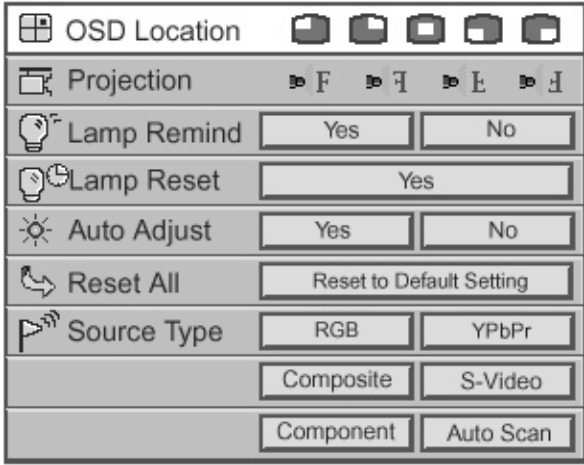 OSD Location
Projection F F F F
Lamp Remind Yes No
Lamp Reset Yes
Auto Adjust Yes No
Reset All Reset to Default Setting
Source Type RGB YPbPr
Composite S-Video
Component Auto Scan